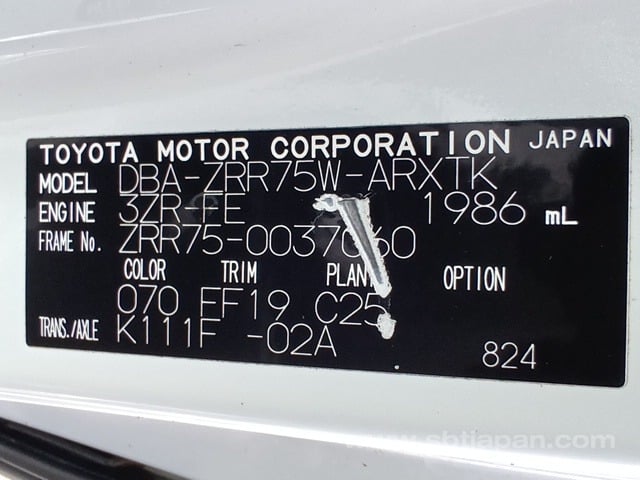 TOYOTA MOTOR CORPORATION JAPAN
MODEL DBA-ZRR75W-ARXTK
ENGINE 3ZR-FE 1986 mL
FRAME No. ZRR75-0037060
COLOR TRIM PLANT OPTION
070 FF19 C25
TRANS./AXLE K111F -02A 824
www.sbtjapan.com